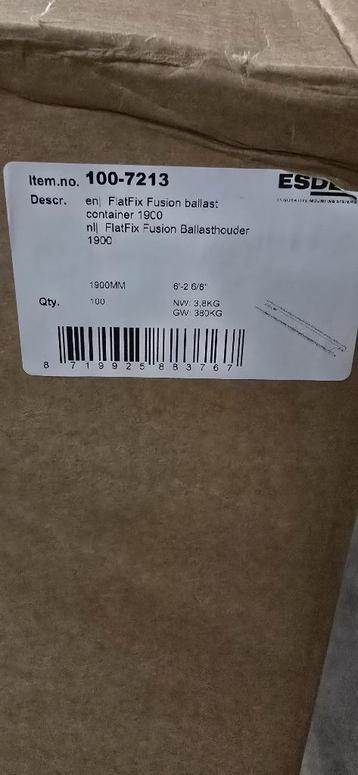 Item.no. 100-7213
Descr. en| FlatFix Fusion ballast
container 1900
nl| FlatFix Fusion Ballasthouder
1900
1900MM 6'-2 6/8"
Qty. 100 NW: 3,8KG
GW: 380KG
8 719925 883767